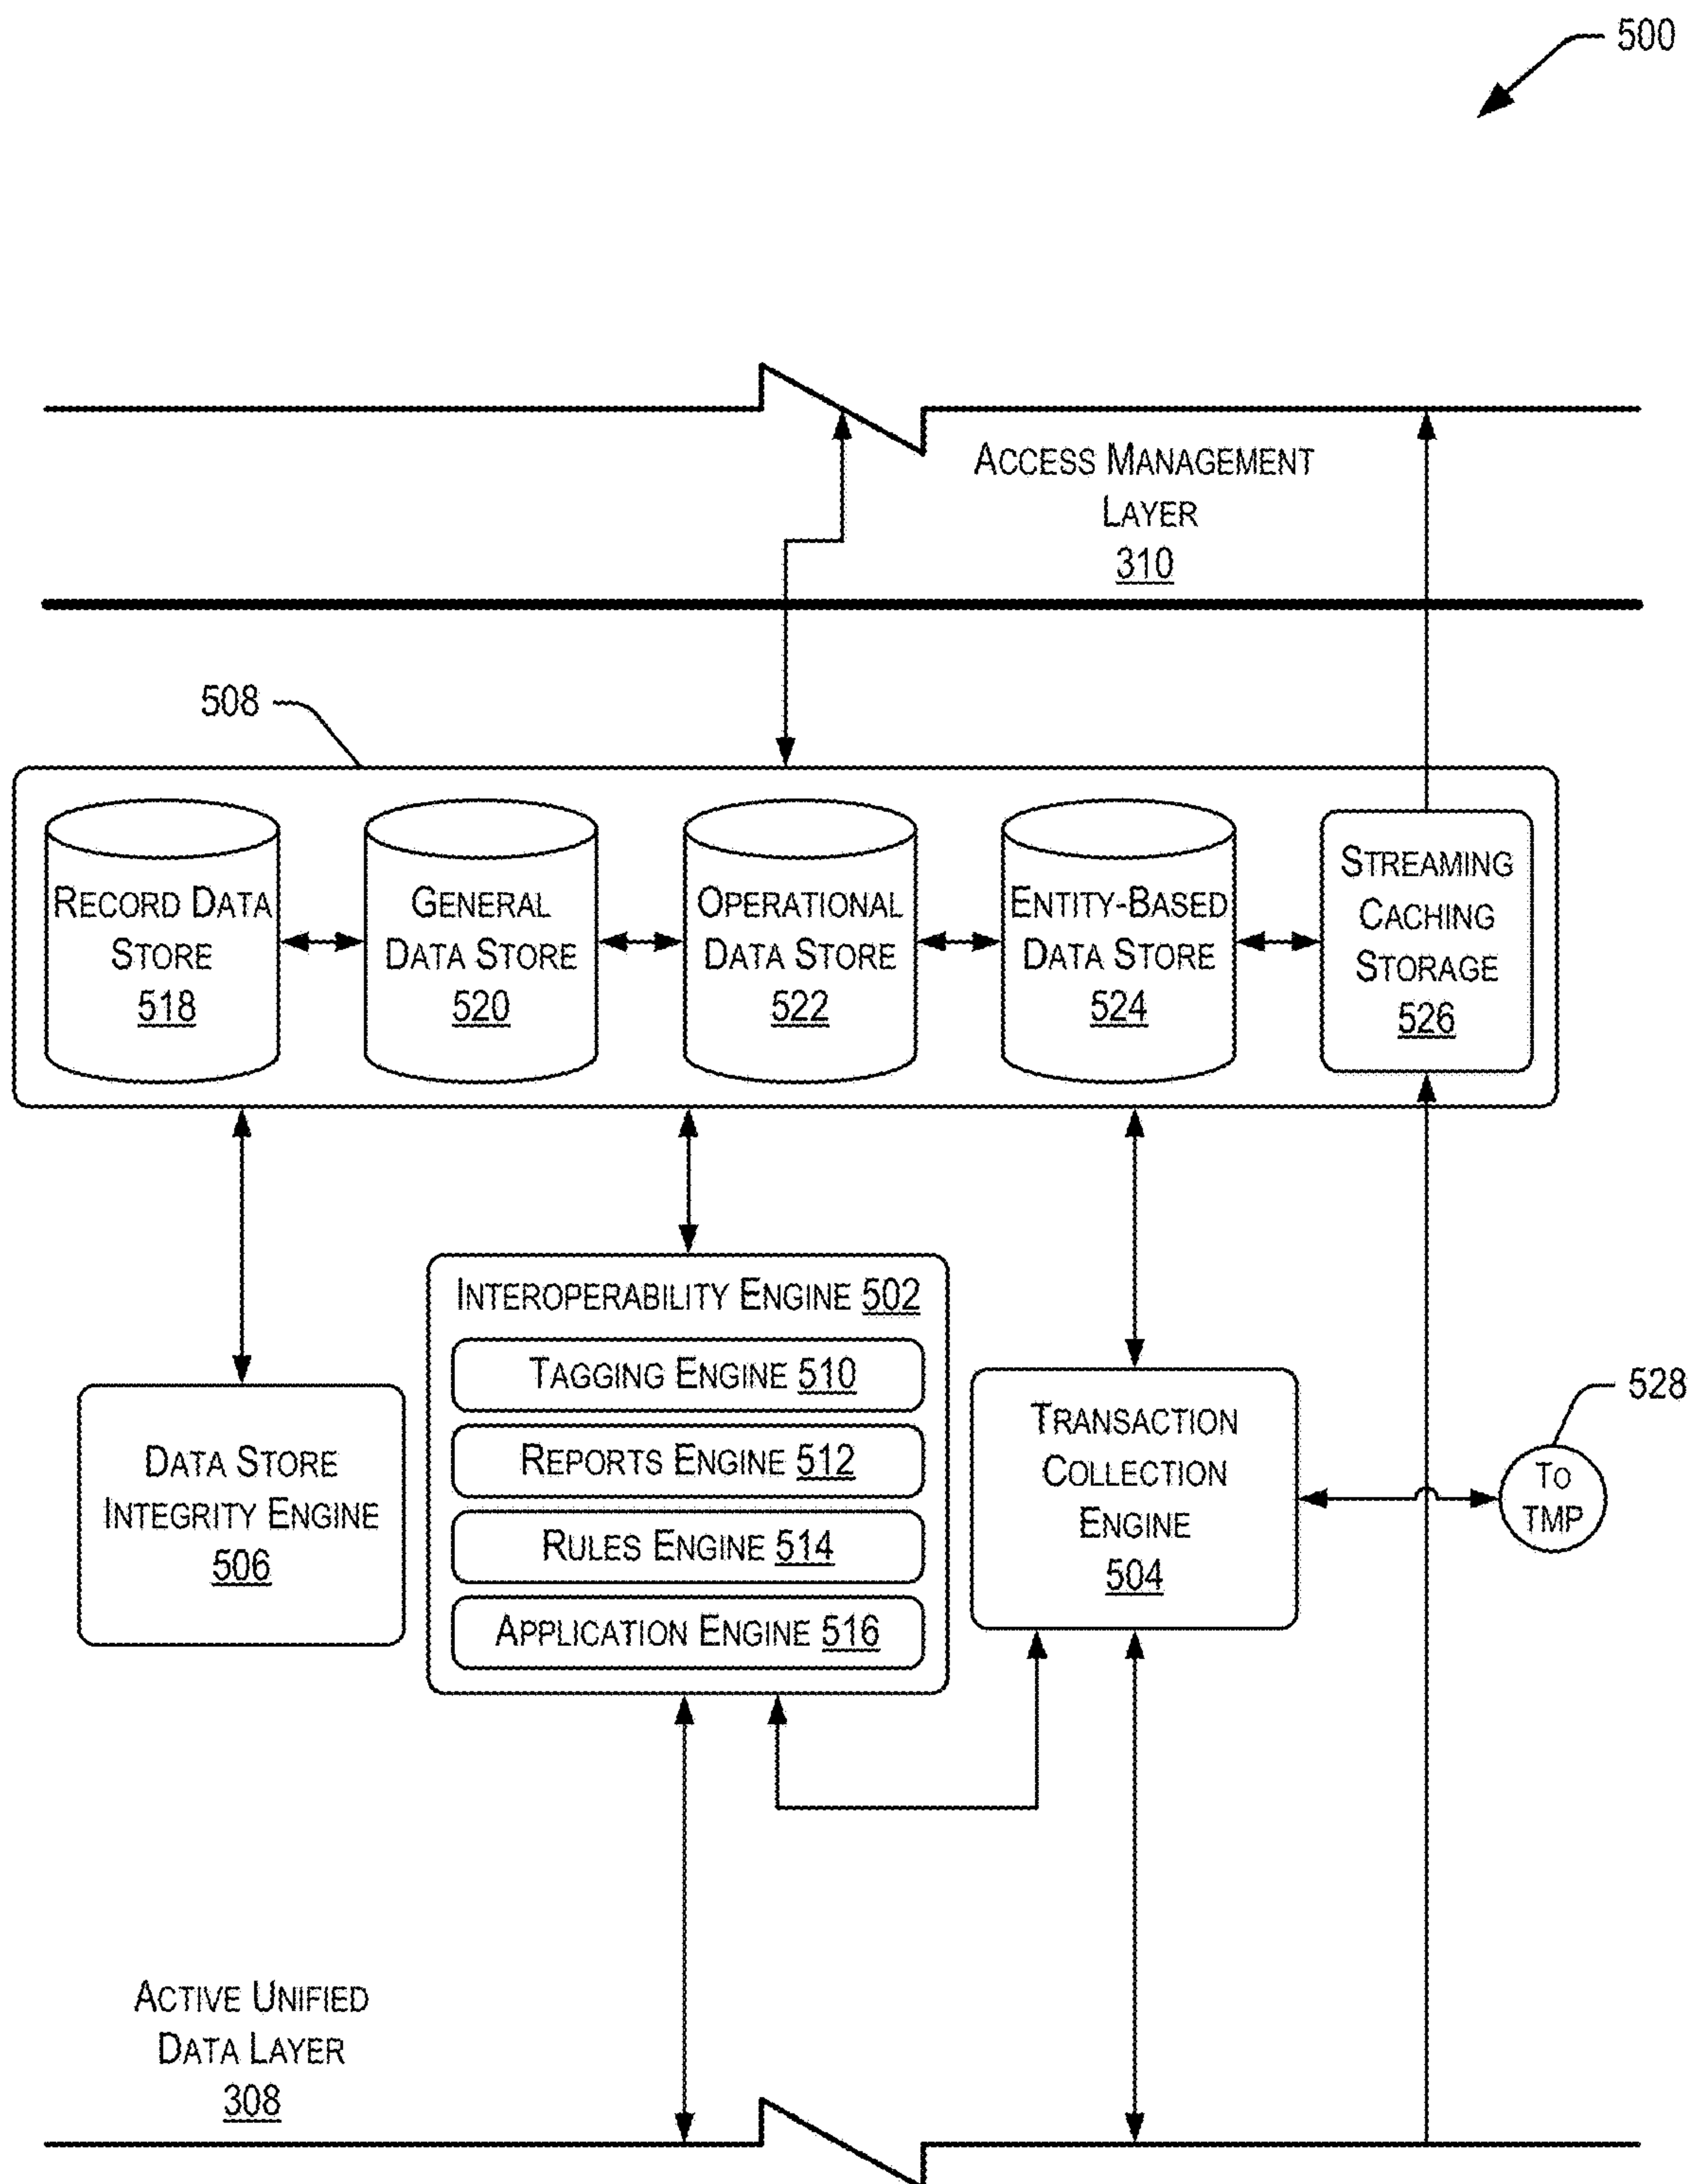 500
ACCESS MANAGEMENT
LAYER
310
508
RECORD DATA
STORE
518
GENERAL
DATA STORE
520
OPERATIONAL
DATA STORE
522
ENTITY-BASED
DATA STORE
524
STREAMING
CACHING
STORAGE
526
INTEROPERABILITY ENGINE 502
TAGGING ENGINE 510
REPORTS ENGINE 512
RULES ENGINE 514
APPLICATION ENGINE 516
DATA STORE
INTEGRITY ENGINE
506
TRANSACTION
COLLECTION
ENGINE
504
528
TO
TMP
ACTIVE UNIFIED
DATA LAYER
308